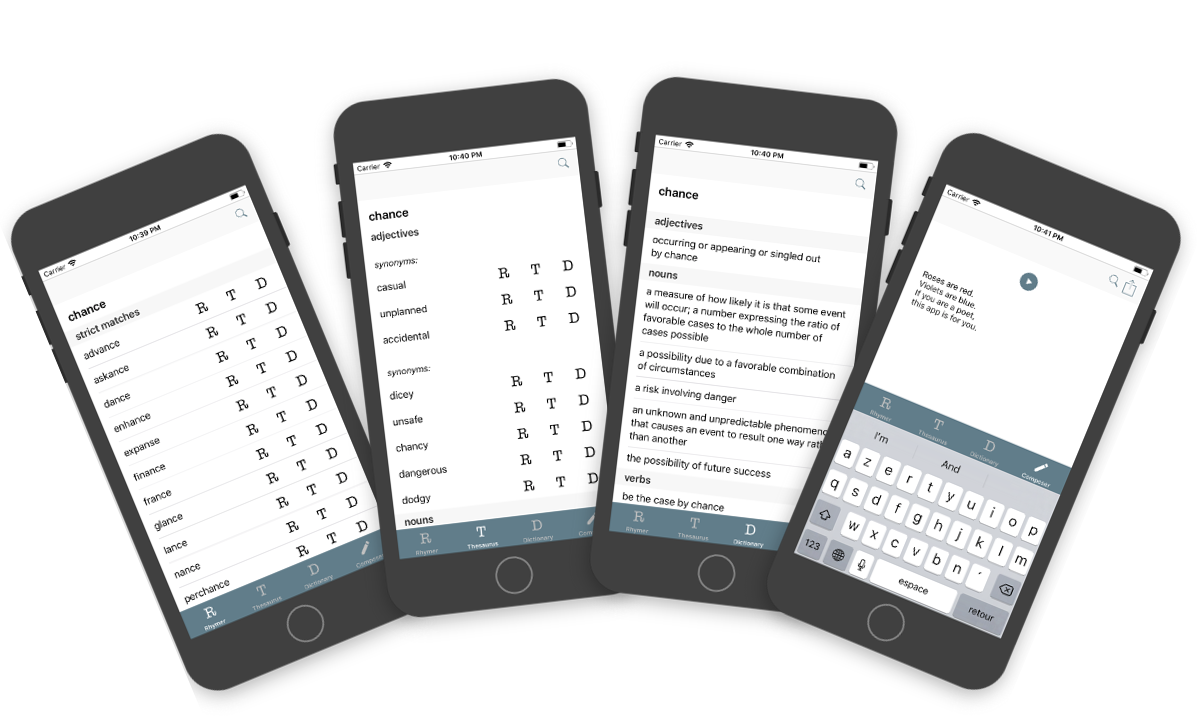 Carrier 10:39 PM
chance
strict matches
advance R T D
askance R T D
dance R T D
enhance R T D
expanse R T D
finance R T D
france R T D
glance R T D
lance R T D
nance R T D
perchance R T D
R T D
Rhymer Thesaurus Dictionary
Carrier 10:40 PM
chance
adjectives
synonyms:
casual R T D
unplanned R T D
accidental R T D
synonyms:
dicey R T D
unsafe R T D
chancy R T D
dangerous R T D
dodgy R T D
nouns
R T D
Rhymer Thesaurus Dictionary
Carrier 10:40 PM
chance
adjectives
occurring or appearing or singled out
by chance
nouns
a measure of how likely it is that some event
will occur; a number expressing the ratio of
favorable cases to the whole number of
cases possible
a possibility due to a favorable combination
of circumstances
a risk involving danger
an unknown and unpredictable
that causes an event to result one way
than another
the possibility of future success
verbs
be the case by chance
R T D
Rhymer Thesaurus Dictionary
Carrier 10:41 PM
Roses are red.
Violets are blue.
If you are a poet,
this app is for you.
R T D
Rhymer Thesaurus Dictionary Composer
I'm And
a z e r t y u i o p
q s d f g h j k l m
w x c v b n ´
123 espace retour